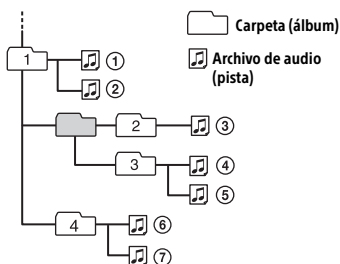 Carpeta (álbum)
1 ①
Archivo de audio
(pista)
②
2 ③
3 ④
⑤
4 ⑥
⑦